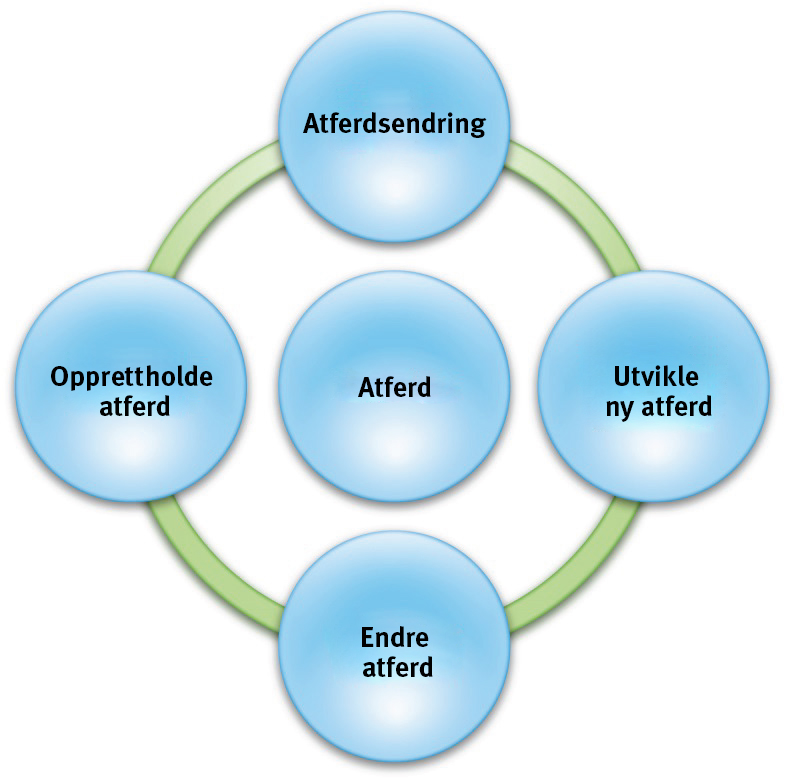 Atferdsendring
Opprettholde
atferd
Atferd
Utvikle
ny atferd
Endre
atferd